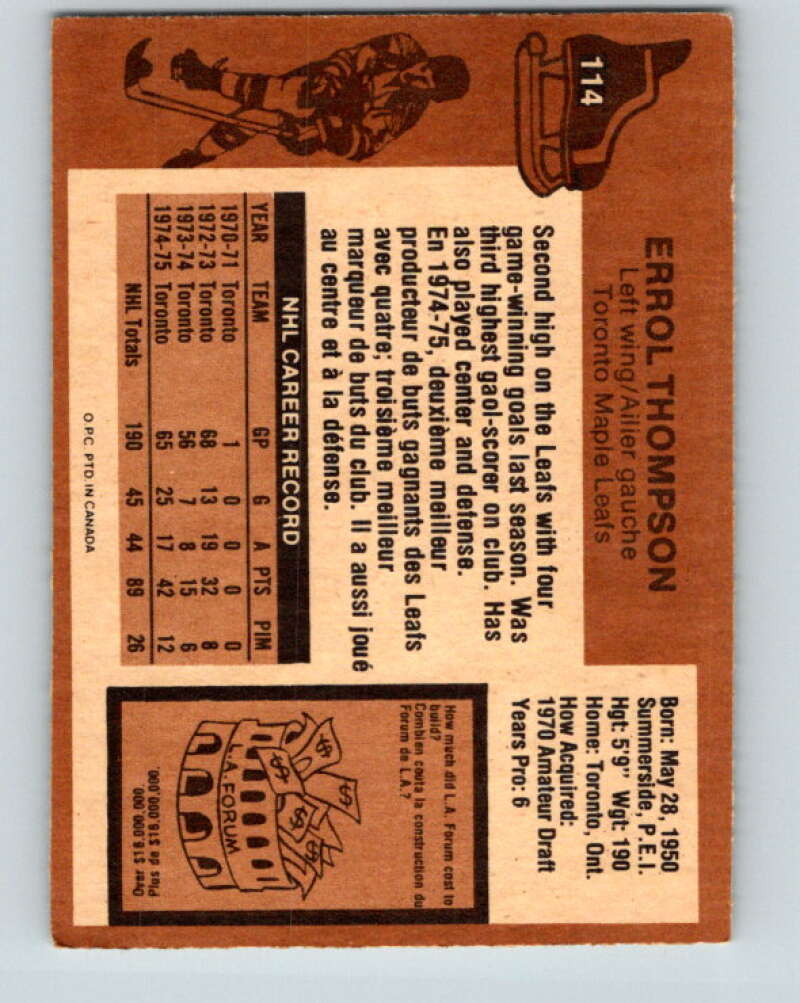 114
ERROL THOMPSON
Left wing/Ailier gauche
Toronto Maple Leafs
Born: May 28, 1950
Summerside, P.E.I.
Hgt: 5'9" Wgt: 190
Home: Toronto, Ont.
How Acquired:
1970 Amateur Draft
Years Pro: 6
Second high on the Leafs with four
game-winning goals last season. Was
third highest gaol-scorer on club. Has
also played center and defense.
En 1974-75, deuxième meilleur
producteur de buts gagnants des Leafs
avec quatre; troisième meilleur
marqueur de buts du club. Il a aussi joué
au centre et à la défense.
NHL CAREER RECORD
YEAR TEAM GP G A PTS PIM
1970-71 Toronto 1 0 0 0 0
1972-73 Toronto 68 13 19 32 8
1973-74 Toronto 56 7 8 15 6
1974-75 Toronto 65 25 17 42 12
NHL Totals 190 45 44 89 26
O.P.C. PTD. IN CANADA
How much did L.A. Forum cost to
build?
Combien couta la construction du
Forum de L.A.?
$ $ $ $
L.A. FORUM
Over $16,000,000.
Plus de $16,000,000.